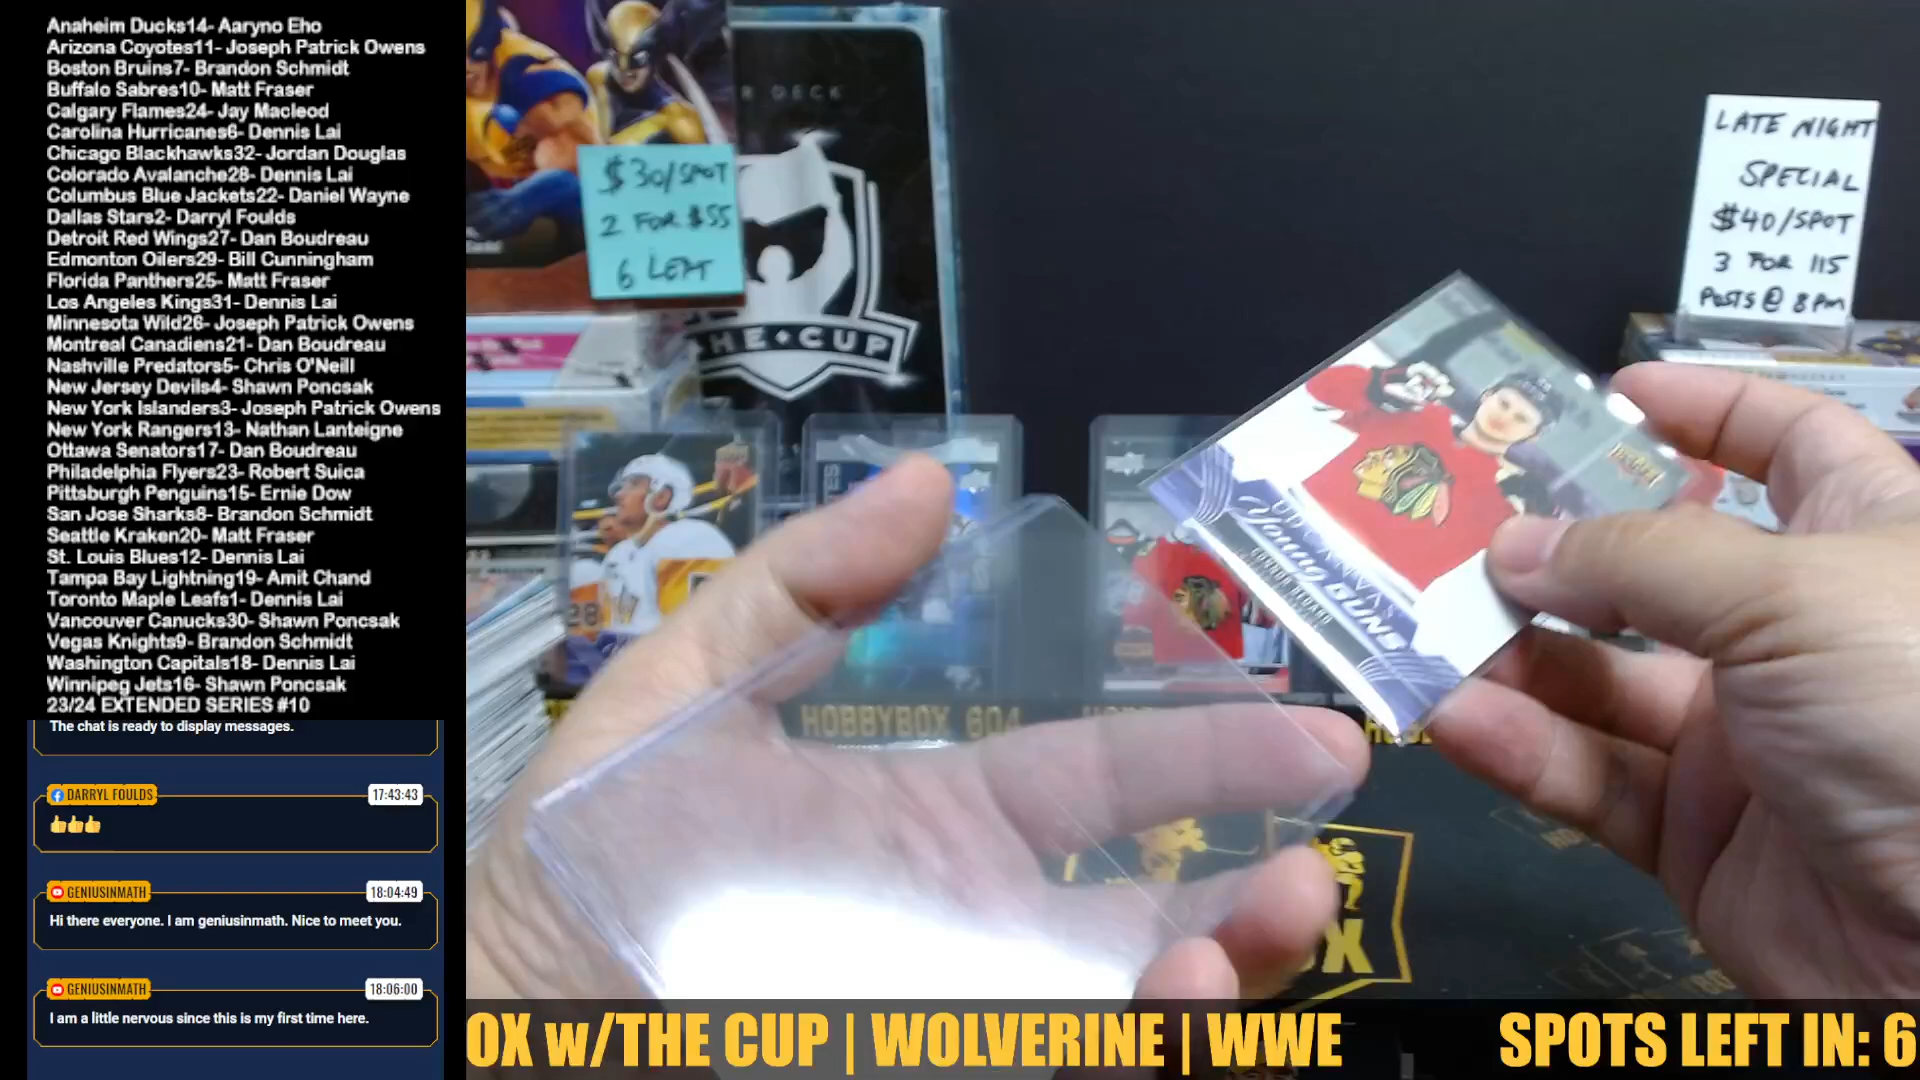 Anaheim Ducks14- Aaryno Eho
Arizona Coyotes11- Joseph Patrick Owens
Boston Bruins7- Brandon Schmidt
Buffalo Sabres10- Matt Fraser
Calgary Flames24- Jay Macleod
Carolina Hurricanes6- Dennis Lai
Chicago Blackhawks32- Jordan Douglas
Colorado Avalanche28- Dennis Lai
Columbus Blue Jackets22- Daniel Wayne
Dallas Stars2- Darryl Foulds
Detroit Red Wings27- Dan Boudreau
Edmonton Oilers29- Bill Cunningham
Florida Panthers25- Matt Fraser
Los Angeles Kings31- Dennis Lai
Minnesota Wild26- Joseph Patrick Owens
Montreal Canadiens21- Dan Boudreau
Nashville Predators5- Chris O'Neill
New Jersey Devils4- Shawn Poncsak
New York Islanders3- Joseph Patrick Owens
New York Rangers13- Nathan Lanteigne
Ottawa Senators17- Dan Boudreau
Philadelphia Flyers23- Robert Suica
Pittsburgh Penguins15- Ernie Dow
San Jose Sharks8- Brandon Schmidt
Seattle Kraken20- Matt Fraser
St. Louis Blues12- Dennis Lai
Tampa Bay Lightning19- Amit Chand
Toronto Maple Leafs1- Dennis Lai
Vancouver Canucks30- Shawn Poncsak
Vegas Knights9- Brandon Schmidt
Washington Capitals18- Dennis Lai
Winnipeg Jets16- Shawn Poncsak
23/24 EXTENDED SERIES #10
The chat is ready to display messages.
DARRYL FOULDS 17:43:43
👍👍👍
GENIUSINMATH 18:04:49
Hi there everyone. I am geniusinmath. Nice to meet you.
GENIUSINMATH 18:06:00
I am a little nervous since this is my first time here.
R DECK
$30/SPOT
2 FOR $55
6 LEFT
THE CUP
LATE NIGHT
SPECIAL
$40/SPOT
3 FOR 115
POSTS @ 8PM
UD CANVAS
Young GUNS
CONNOR BEDARD
HOBBYBOX 604
OX w/THE CUP | WOLVERINE | WWE
SPOTS LEFT IN: 6